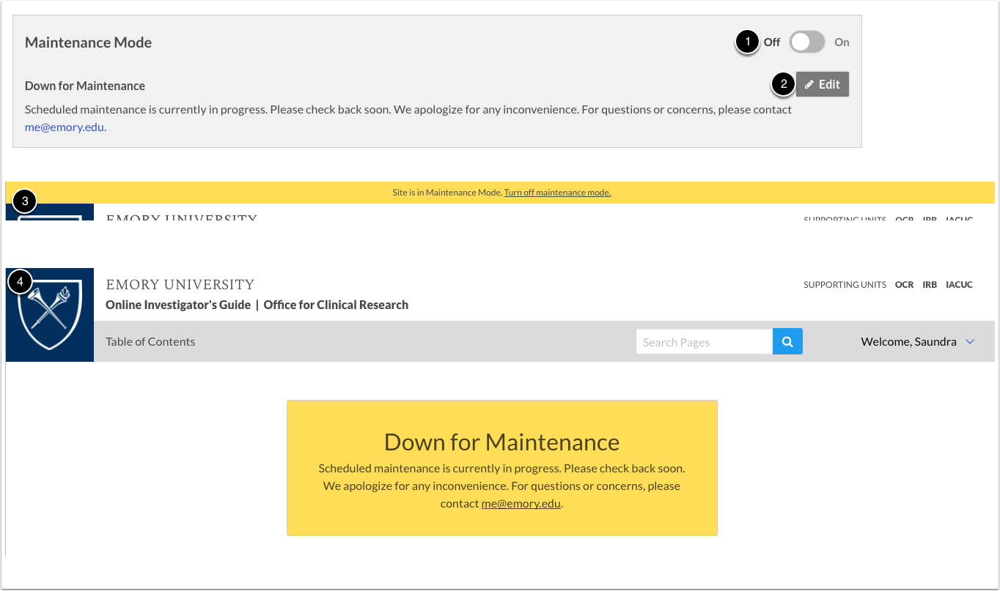 Maintenance Mode
1 Off On
Down for Maintenance
2 Edit
Scheduled maintenance is currently in progress. Please check back soon. We apologize for any inconvenience. For questions or concerns, please contact
me@emory.edu.
Site is in Maintenance Mode. Turn off maintenance mode.
3
EMORY UNIVERSITY SUPPORTING UNITS OCR IRB IACUC
4
EMORY UNIVERSITY SUPPORTING UNITS OCR IRB IACUC
Online Investigator's Guide | Office for Clinical Research
Table of Contents Search Pages Welcome, Saundra
Down for Maintenance
Scheduled maintenance is currently in progress. Please check back soon.
We apologize for any inconvenience. For questions or concerns, please
contact me@emory.edu.